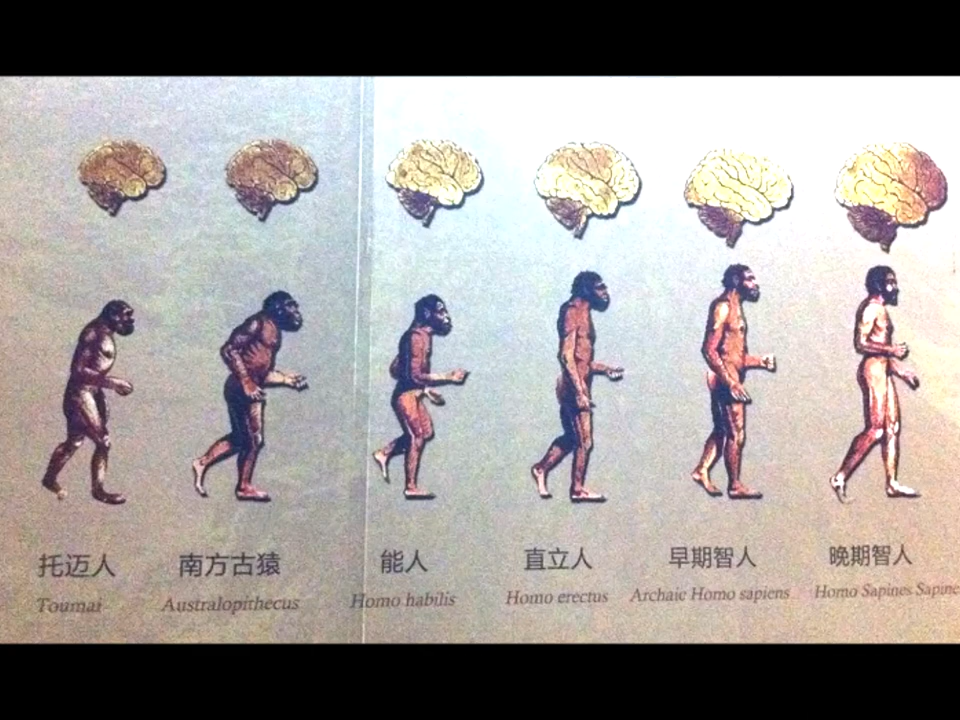 托迈人
南方古猿
能人
直立人
早期智人
晚期智人
Toumai
Australopithecus
Homo habilis
Homo erectus
Archaic Homo sapiens
Homo Sapines Sapine